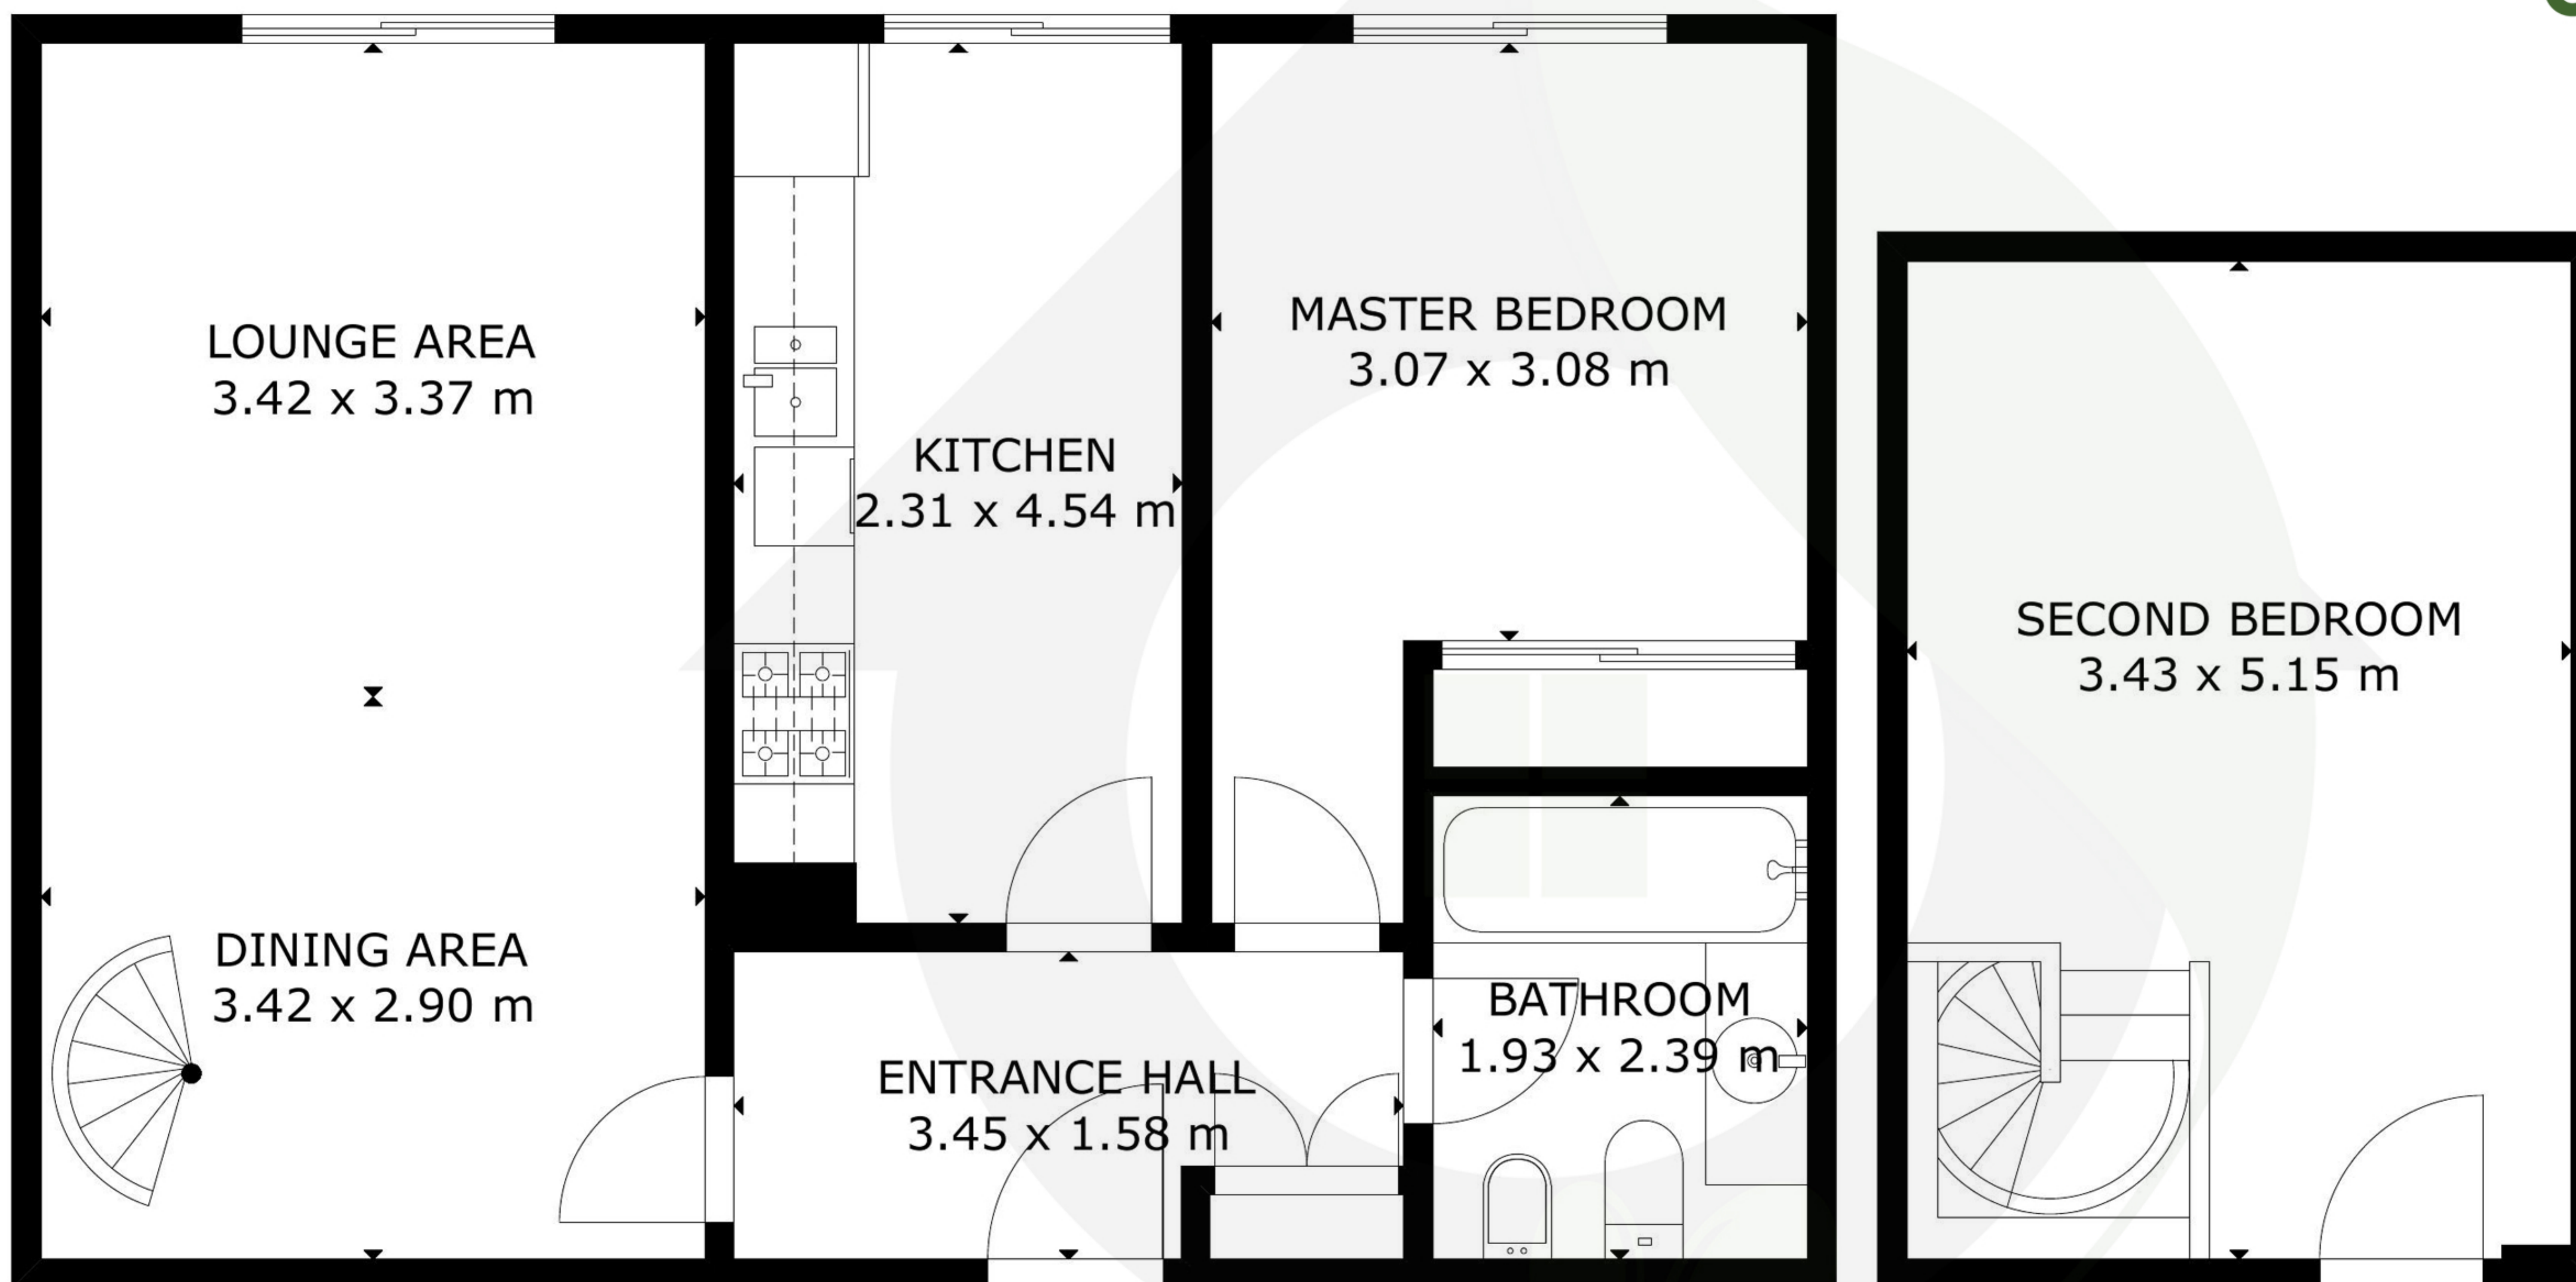 LOUNGE AREA
3.42 x 3.37 m
KITCHEN
2.31 x 4.54 m
MASTER BEDROOM
3.07 x 3.08 m
SECOND BEDROOM
3.43 x 5.15 m
DINING AREA
3.42 x 2.90 m
ENTRANCE HALL
3.45 x 1.58 m
BATHROOM
1.93 x 2.39 m